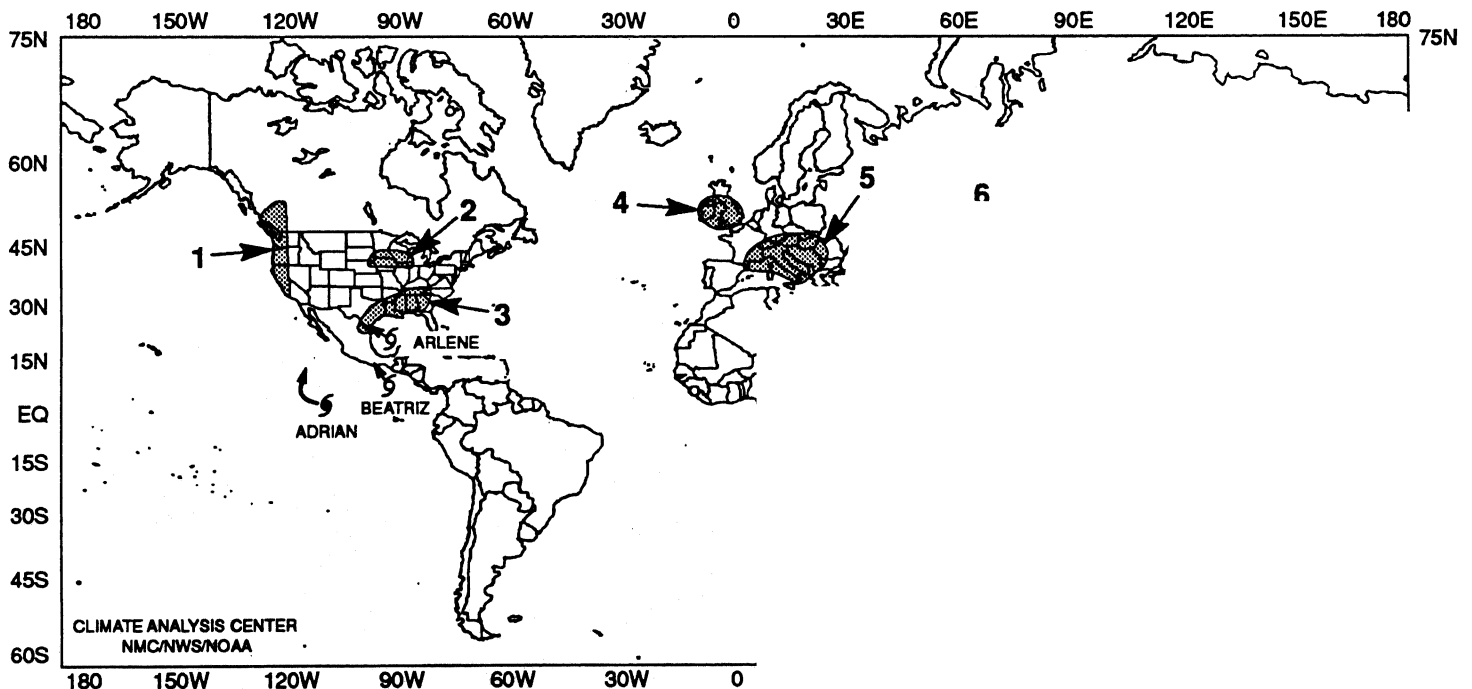 180 150W 120W 90W 60W 30W 0 30E 60E 90E 120E 150E 180
75N 75N
60N
5
6
4
2
45N
1
30N
3
ARLENE
15N
BEATRIZ
EQ
ADRIAN
15S
30S
45S
CLIMATE ANALYSIS CENTER
NMC/NWS/NOAA
60S
180 150W 120W 90W 60W 30W 0